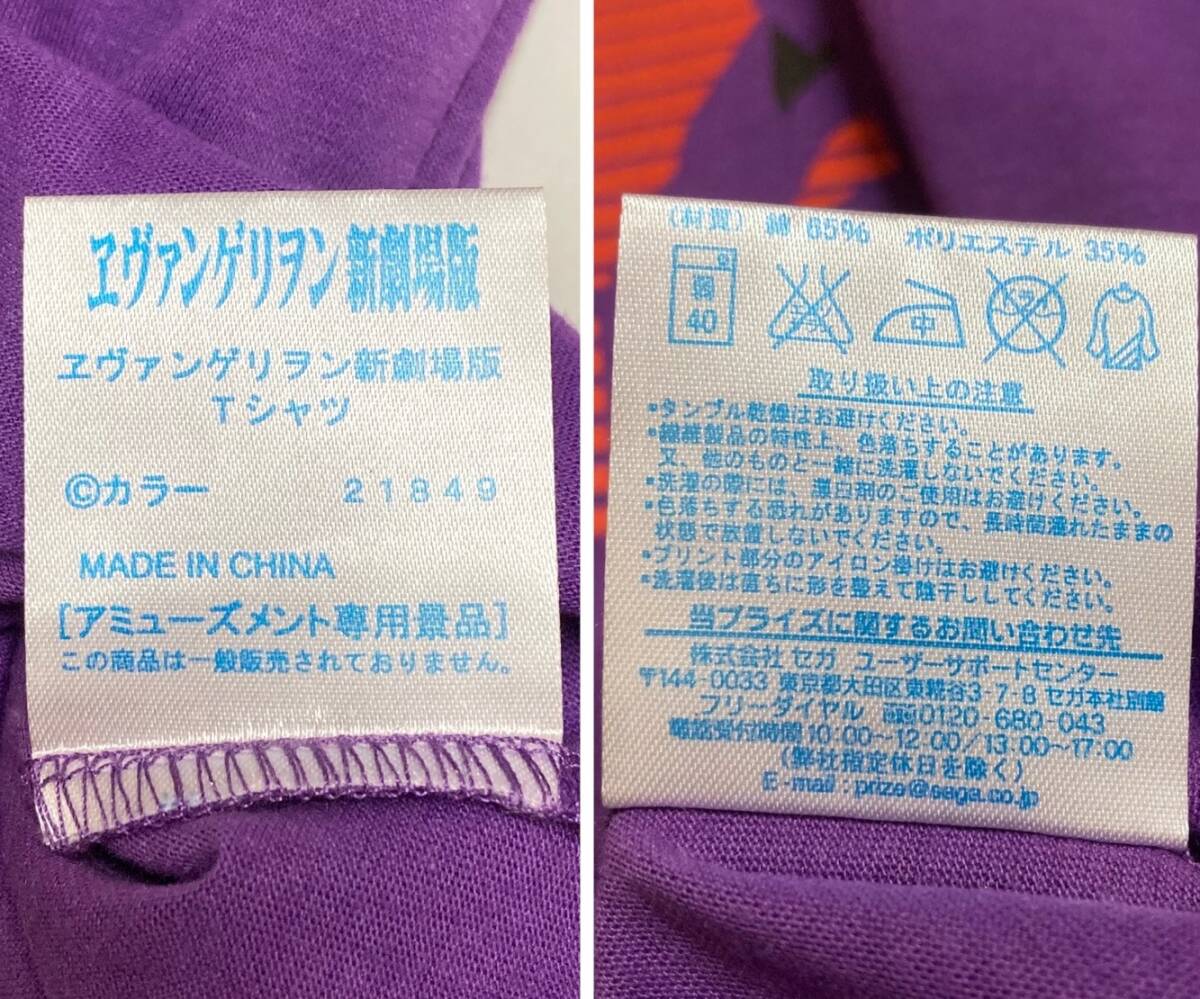 ヱヴァンゲリヲン新劇場版
ヱヴァンゲリヲン新劇場版
Tシャツ
©カラー 21849
MADE IN CHINA
[アミューズメント専用景品]
この商品は一般販売されておりません。
(材質) 綿 65% ポリエステル 35%
弱
40
エンソ
サラシ
中
ドライ
取り扱い上の注意
•タンブル乾燥はお避けください。
•繊維製品の特性上、色落ちすることがあります。
又、他のものと一緒に洗濯しないでください。
•洗濯の際には、漂白剤のご使用はお避けください。
•色落ちする恐れがありますので、長時間濡れたままの
状態で放置しないでください。
•プリント部分のアイロン掛けはお避けください。
•洗濯後は直ちに形を整えて陰干ししてください。
当プライズに関するお問い合わせ先
株式会社 セガ ユーザーサポートセンター
〒144-0033 東京都大田区東糀谷3-7-8 セガ本社別館
フリーダイヤル 0120-680-043
電話受付時間 10:00~12:00/13:00~17:00
(弊社指定休日を除く)
E-mail : prize@sega.co.jp